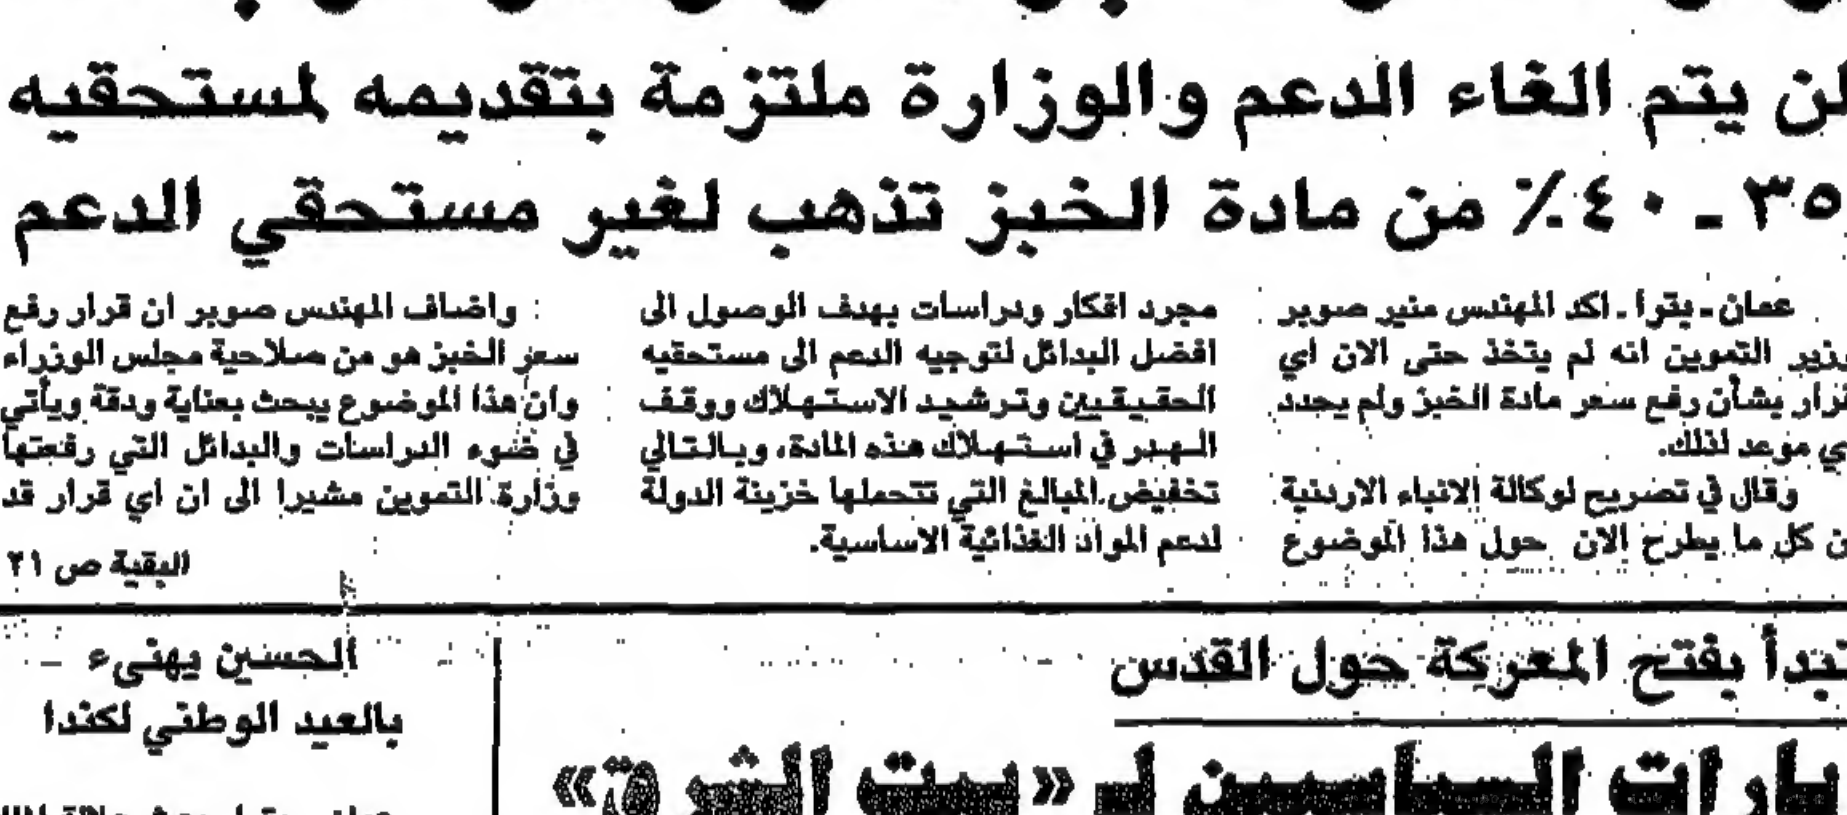 لن يتم الغاء الدعم والوزارة ملتزمة بتقديمه لمستحقيه
٣٥ ـ ٤٠٪ من مادة الخبز تذهب لغير مستحقي الدعم
عمان ـ بترا ـ اكد المهندس منير صوبر
وزير التموين انه لم يتخذ حتى الان اي
قرار بشأن رفع سعر مادة الخبز ولم يحدد
اي موعد لذلك.
وقال في تصريح لوكالة الانباء الاردنية
ان كل ما يطرح الان حول هذا الموضوع
مجرد افكار ودراسات بهدف الوصول الى
افضل البدائل لتوجيه الدعم الى مستحقيه
الحقيقيين وترشيد الاستهلاك ووقف
الهدر في استهلاك هذه المادة، وبالتالي
تخفيض المبالغ التي تتحملها خزينة الدولة
لدعم المواد الغذائية الاساسية.
واضاف المهندس صوبر ان قرار رفع
سعر الخبز هو من صلاحية مجلس الوزراء
وان هذا الموضوع يبحث بعناية ودقة ويأتي
في ضوء الدراسات والبدائل التي رفعتها
وزارة التموين مشيرا الى ان اي قرار قد
البقية ص ٢١
تبدأ بفتح المعركة حول القدس
الحسين يهنىء
بالعيد الوطني لكندا